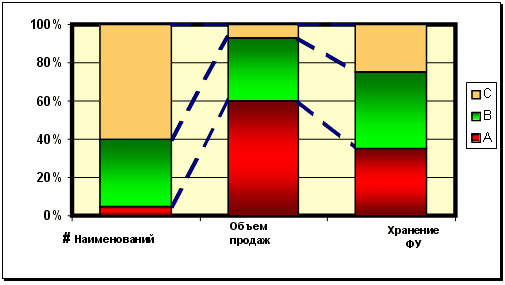 100%
80%
60%
40%
20%
0%
C
B
A
# Наименований
Объем
продаж
Хранение
ФУ